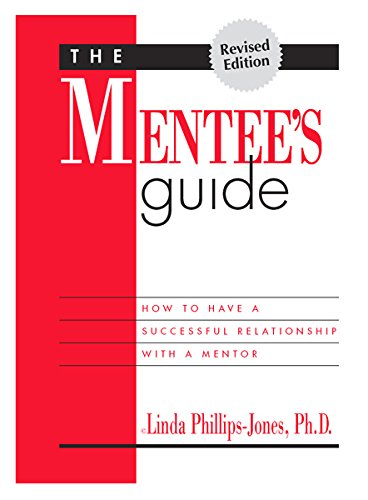 THE
Revised
Edition
MENTEE'S
guide
HOW TO HAVE A
SUCCESSFUL RELATIONSHIP
WITH A MENTOR
Linda Phillips-Jones, Ph.D.